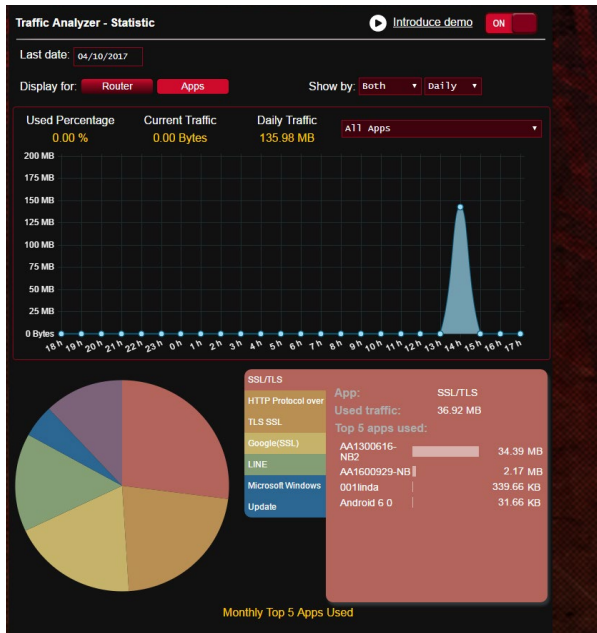 Traffic Analyzer - Statistic
Introduce demo
ON
Last date: 04/10/2017
Display for: Router Apps
Show by: Both Daily
Used Percentage Current Traffic Daily Traffic
All Apps
0.00 % 0.00 Bytes 135.98 MB
200 MB
175 MB
150 MB
125 MB
100 MB
75 MB
50 MB
25 MB
0 Bytes
18 h 19 h 20 h 21 h 22 h 23 h 0 h 1 h 2 h 3 h 4 h 5 h 6 h 7 h 8 h 9 h 10 h 11 h 12 h 13 h 14 h 15 h 16 h 17 h
SSL/TLS
HTTP Protocol over
TLS SSL
Google(SSL)
LINE
Microsoft Windows
Update
App: SSL/TLS
Used traffic: 36.92 MB
Top 5 apps used:
AA1300616-
NB2 34.39 MB
AA1600929-NB 2.17 MB
001linda 339.66 KB
Android 6 0 31.66 KB
Monthly Top 5 Apps Used